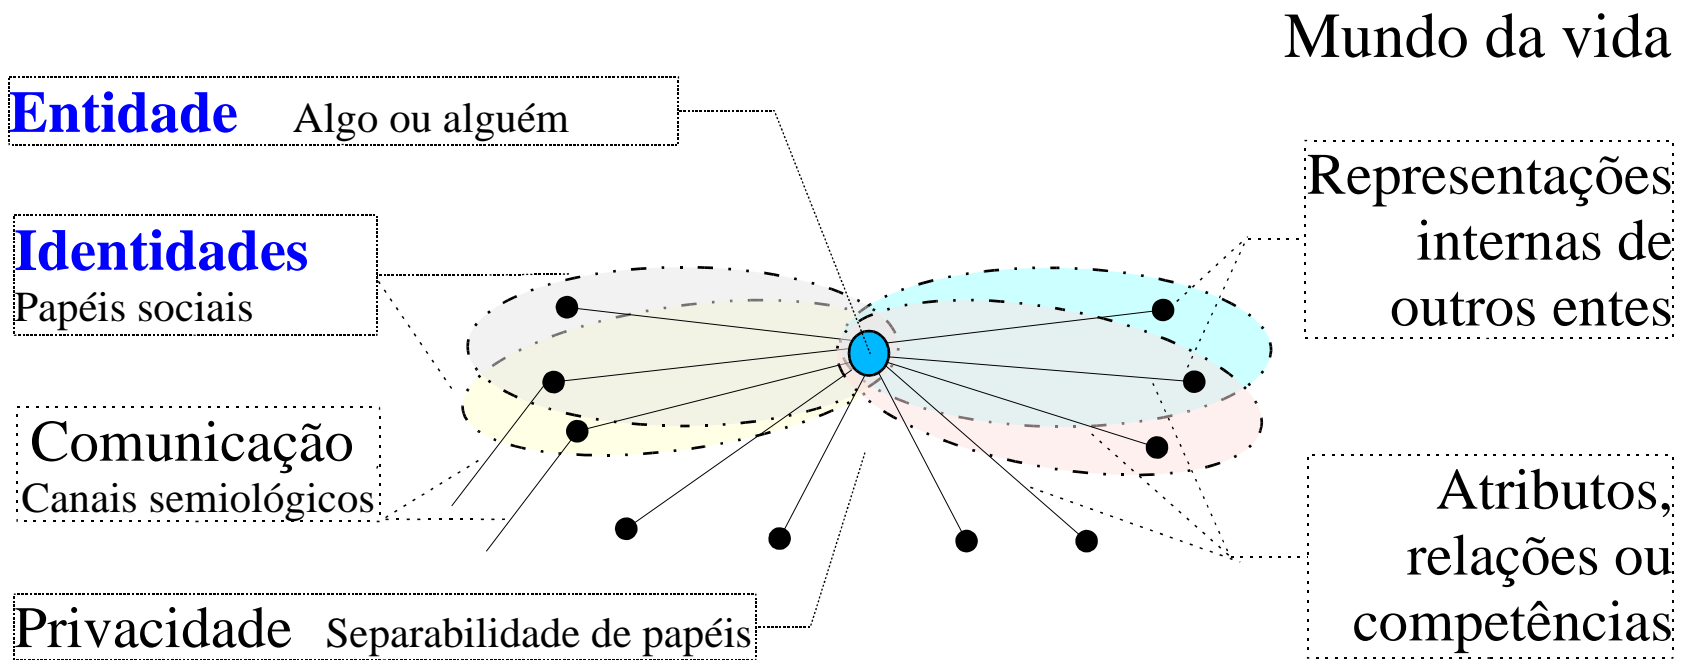 Mundo da vida
Entidade Algo ou alguém
Identidades
Papéis sociais
Comunicação
Canais semiológicos
Privacidade Separabilidade de papéis
Representações
internas de
outros entes
Atributos,
relações ou
competências